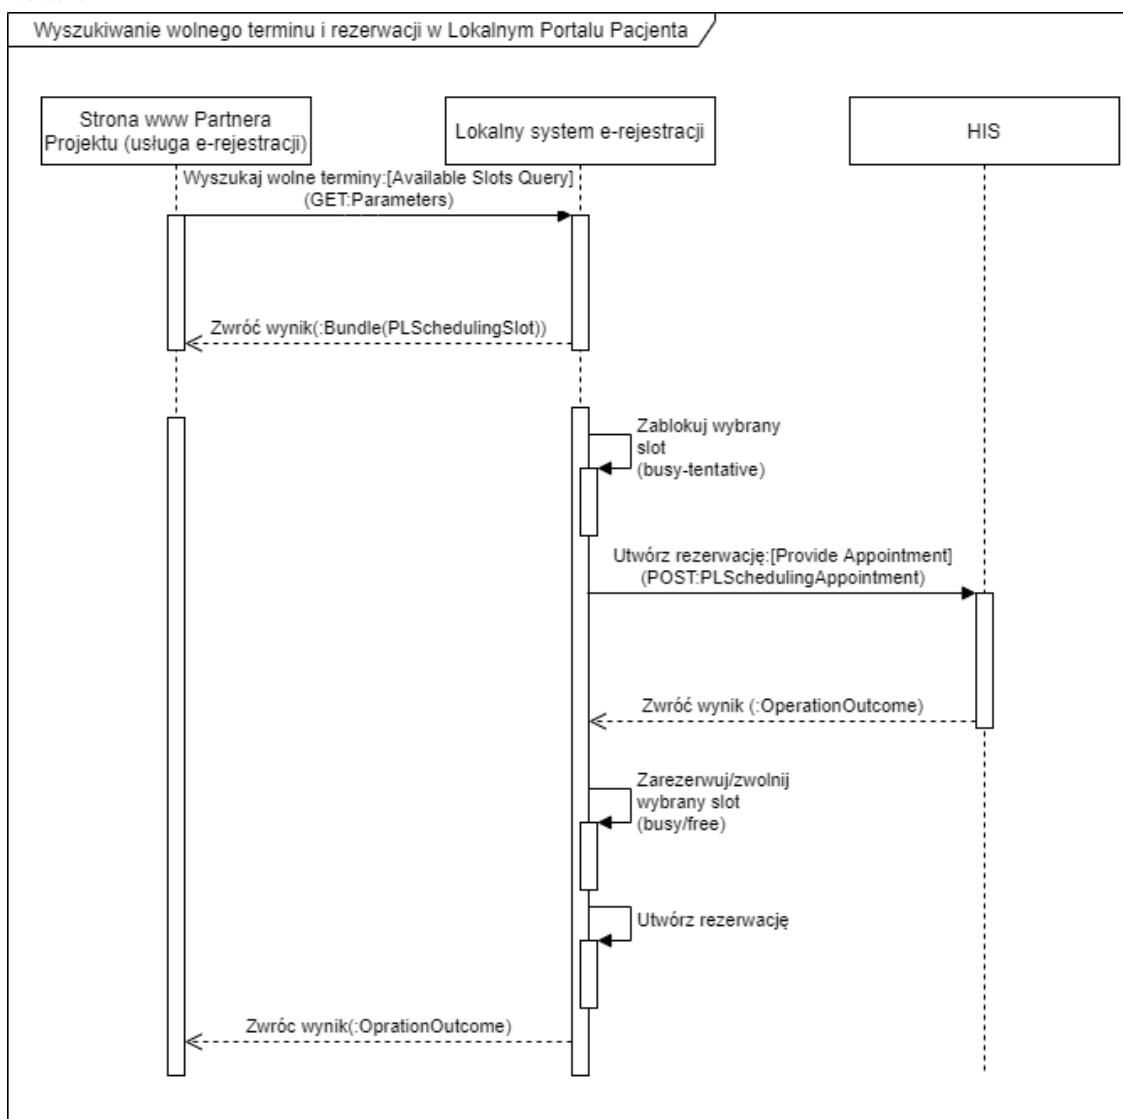 Wyszukiwanie wolnego terminu i rezerwacji w Lokalnym Portalu Pacjenta
Strona www Partnera
Projektu (usługa e-rejestracji)
Lokalny system e-rejestracji
HIS
Wyszukaj wolne terminy:[Available Slots Query]
(GET:Parameters)
Zwróć wynik(:Bundle(PLSchedulingSlot))
Zablokuj wybrany
slot
(busy-tentative)
Utwórz rezerwację:[Provide Appointment]
(POST:PLSchedulingAppointment)
Zwróć wynik (:OperationOutcome)
Zarezerwuj/zwolnij
wybrany slot
(busy/free)
Utwórz rezerwację
Zwróc wynik(:OprationOutcome)